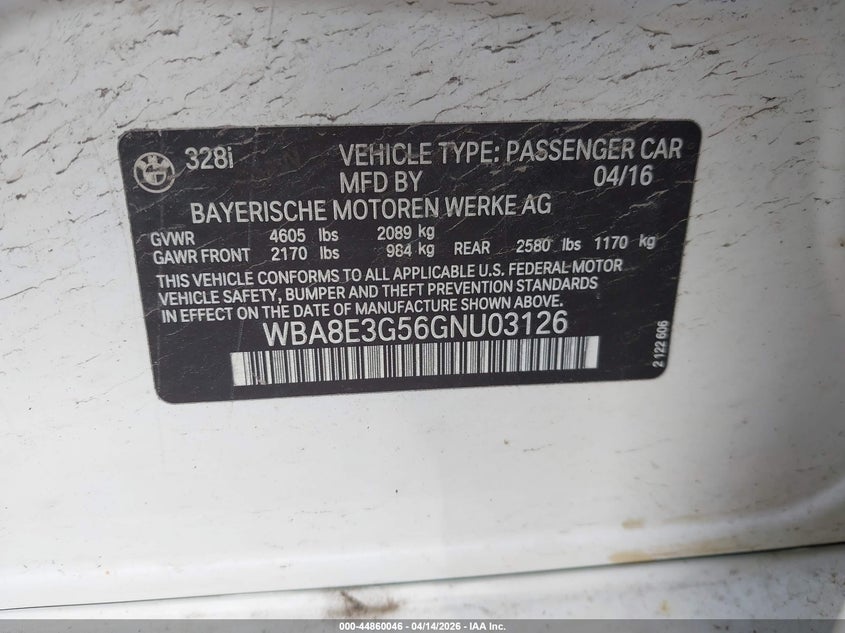 328i VEHICLE TYPE: PASSENGER CAR
MFD BY 04/16
BAYERISCHE MOTOREN WERKE AG
GVWR 4605 lbs 2089 kg
GAWR FRONT 2170 lbs 984 kg REAR 2580 lbs 1170 kg
THIS VEHICLE CONFORMS TO ALL APPLICABLE U.S. FEDERAL MOTOR
VEHICLE SAFETY, BUMPER AND THEFT PREVENTION STANDARDS
IN EFFECT ON THE DATE OF MANUFACTURE SHOWN ABOVE.
WBA8E3G56GNU03126
2 122 606
000-44860046 - 04/14/2026 - IAA Inc.